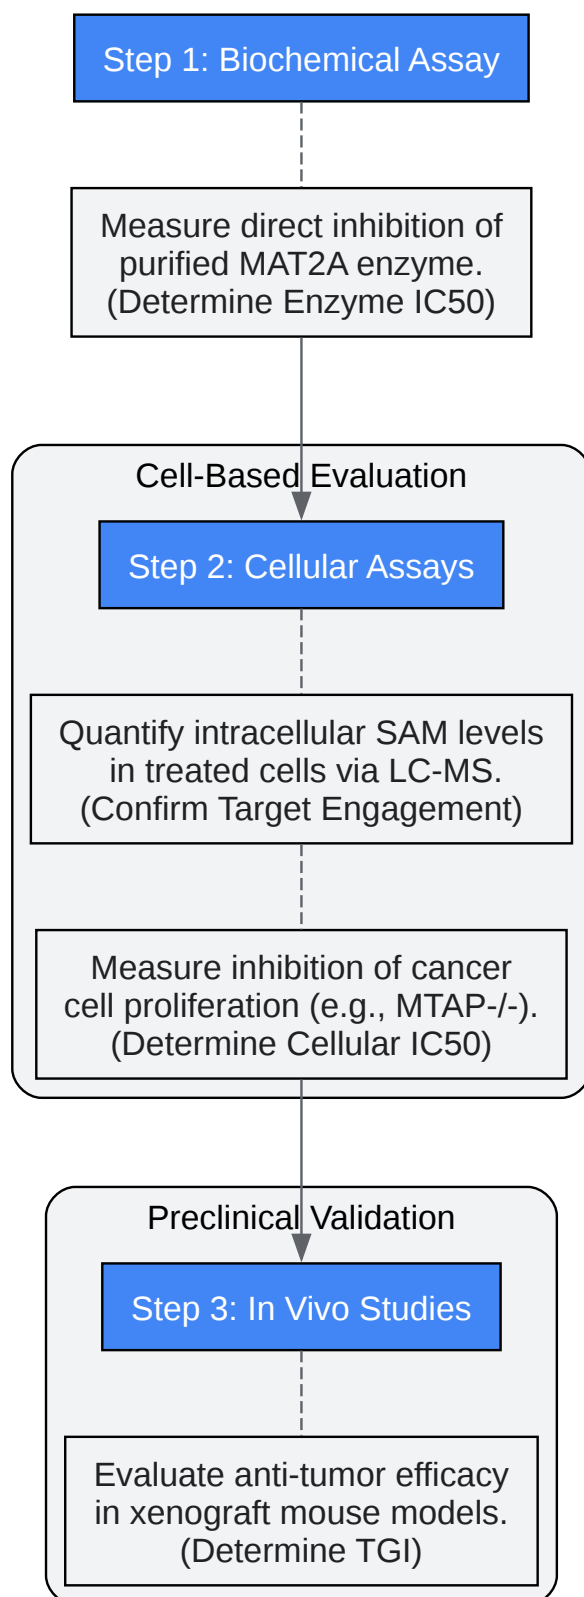 Step 1: Biochemical Assay
Measure direct inhibition of
purified MAT2A enzyme.
(Determine Enzyme IC50)
Cell-Based Evaluation
Step 2: Cellular Assays
Quantify intracellular SAM levels
in treated cells via LC-MS.
(Confirm Target Engagement)
Measure inhibition of cancer
cell proliferation (e.g., MTAP-/-).
(Determine Cellular IC50)
Preclinical Validation
Step 3: In Vivo Studies
Evaluate anti-tumor efficacy
in xenograft mouse models.
(Determine TGI)